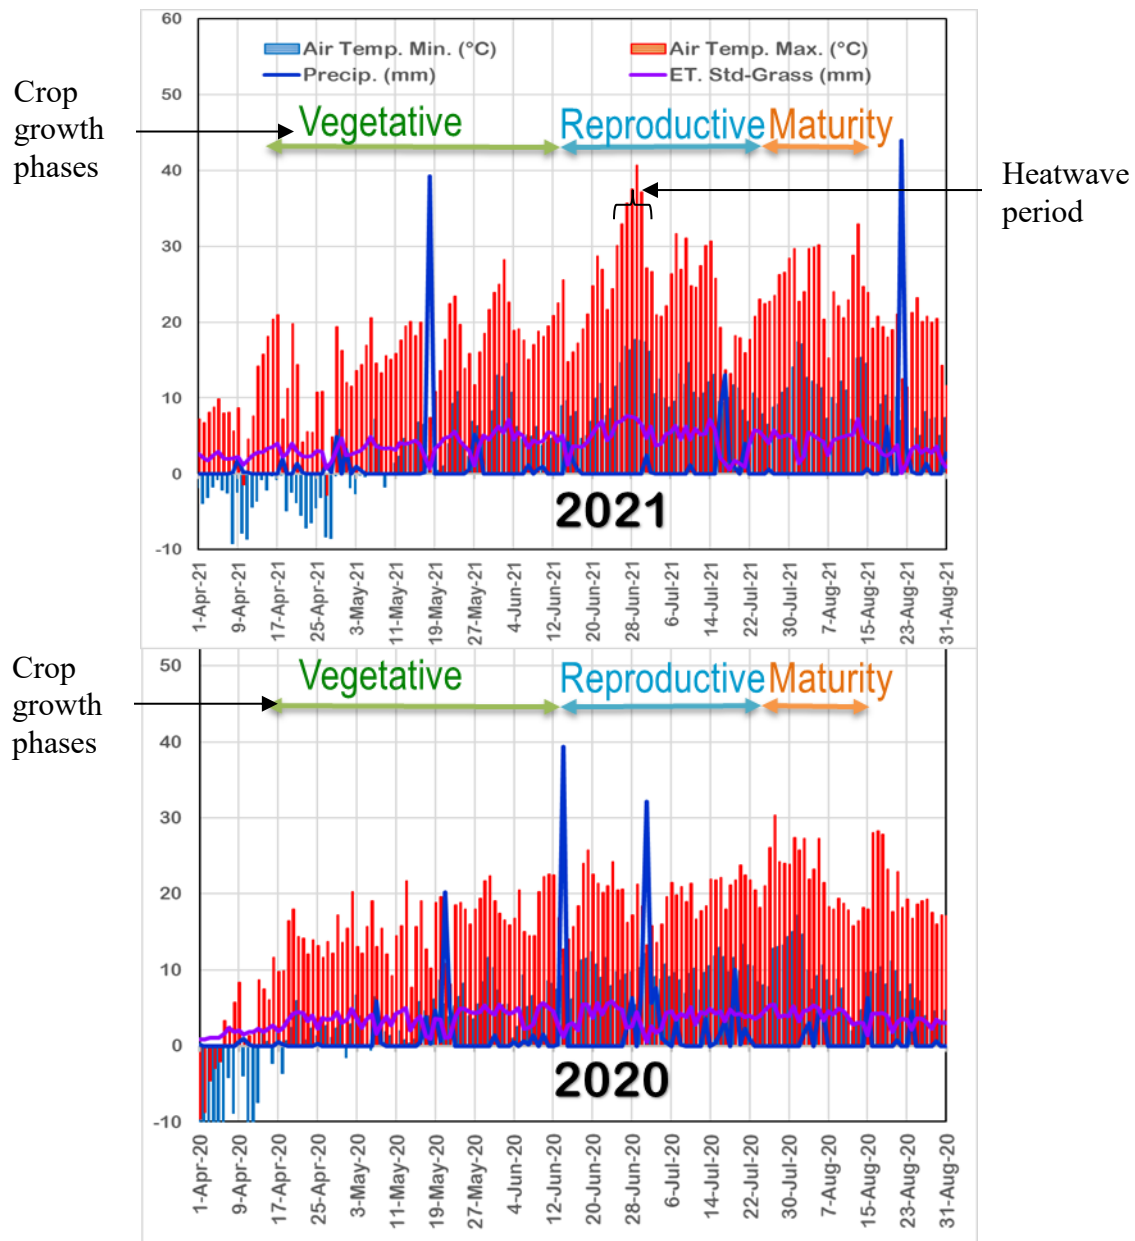 60
Air Temp. Min. (°C) Air Temp. Max. (°C)
Precip. (mm) ET. Std-Grass (mm)
50
Crop
growth
phases
Vegetative Reproductive Maturity
40
Heatwave
period
30
20
10
0
2021
-10
1-Apr-21
9-Apr-21
17-Apr-21
25-Apr-21
3-May-21
11-May-21
19-May-21
27-May-21
4-Jun-21
12-Jun-21
20-Jun-21
28-Jun-21
6-Jul-21
14-Jul-21
22-Jul-21
30-Jul-21
7-Aug-21
15-Aug-21
23-Aug-21
31-Aug-21
50
Crop
growth
phases
Vegetative Reproductive Maturity
40
30
20
10
0
2020
-10
1-Apr-20
9-Apr-20
17-Apr-20
25-Apr-20
3-May-20
11-May-20
19-May-20
27-May-20
4-Jun-20
12-Jun-20
20-Jun-20
28-Jun-20
6-Jul-20
14-Jul-20
22-Jul-20
30-Jul-20
7-Aug-20
15-Aug-20
23-Aug-20
31-Aug-20